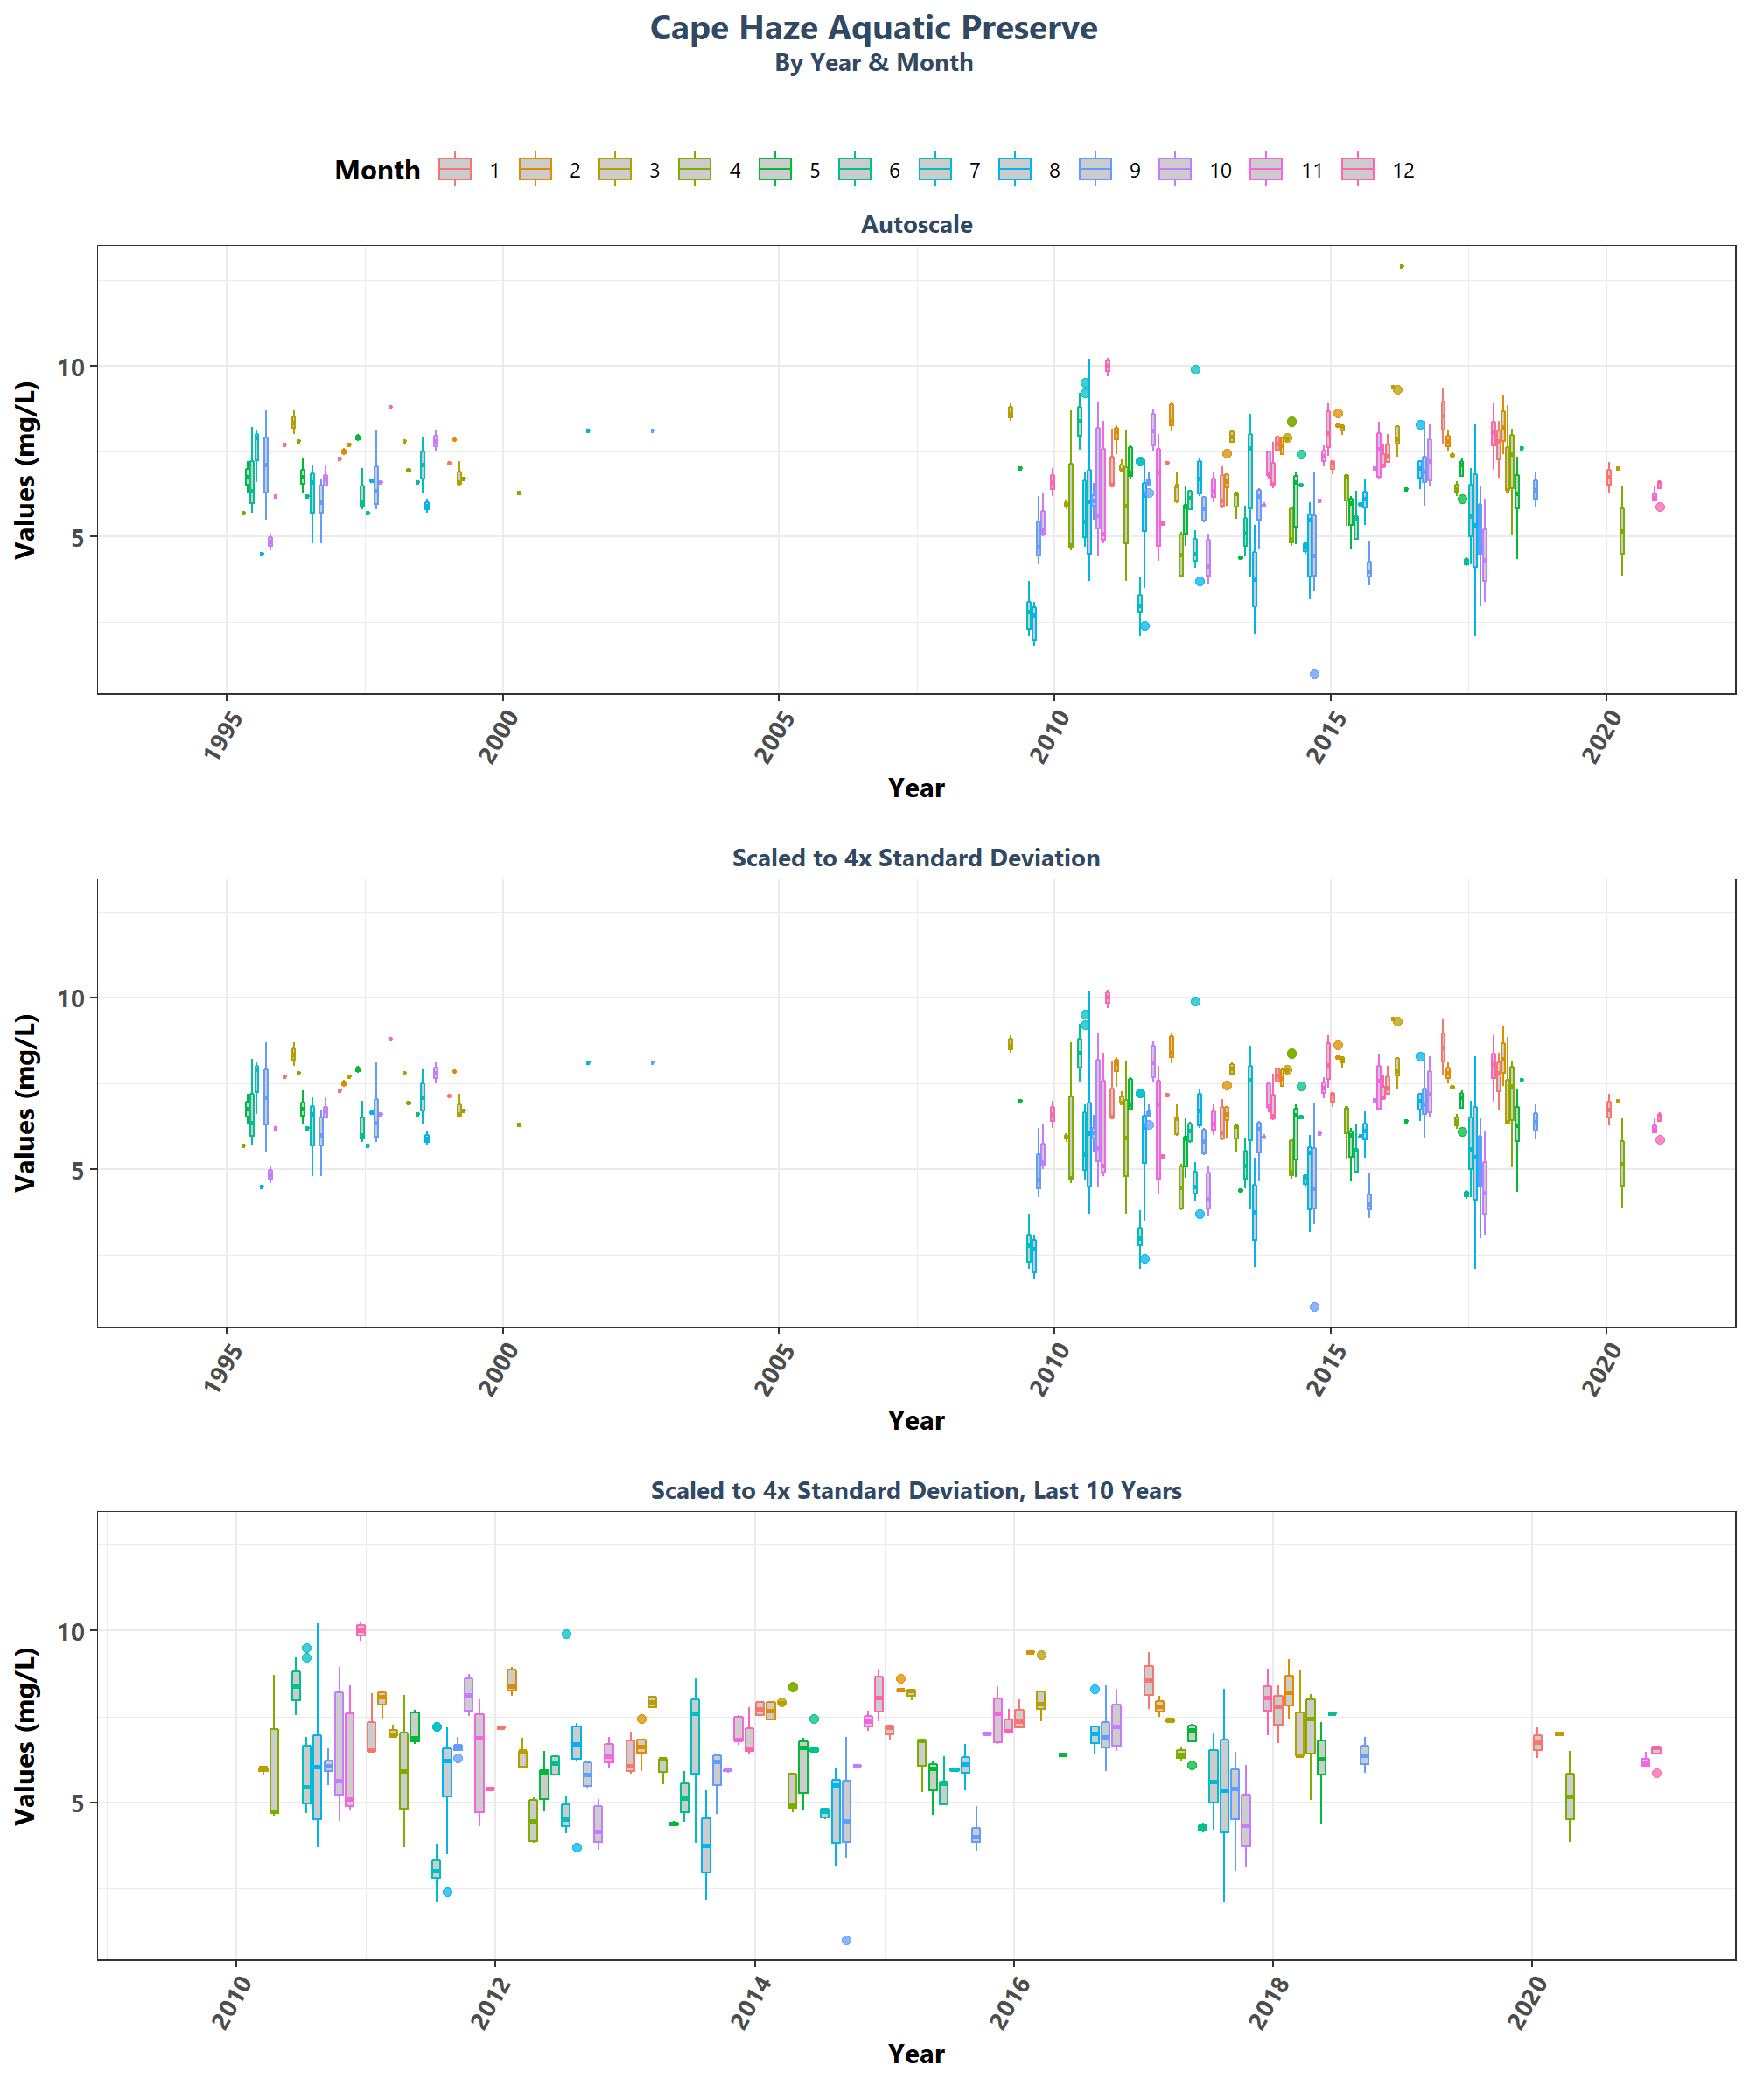 Cape Haze Aquatic Preserve
By Year & Month
Month 1 2 3 4 5 6 7 8 9 10 11 12
Autoscale
Values (mg/L)
10
5
1995 2000 2005 2010 2015 2020
Year
Scaled to 4x Standard Deviation
Values (mg/L)
10
5
1995 2000 2005 2010 2015 2020
Year
Scaled to 4x Standard Deviation, Last 10 Years
Values (mg/L)
10
5
2010 2012 2014 2016 2018 2020
Year